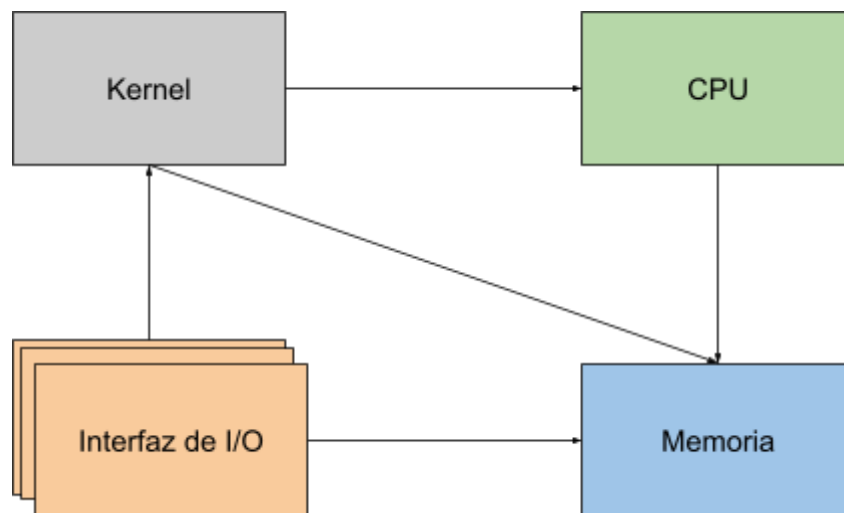 Kernel
CPU
Interfaz de I/O
Memoria